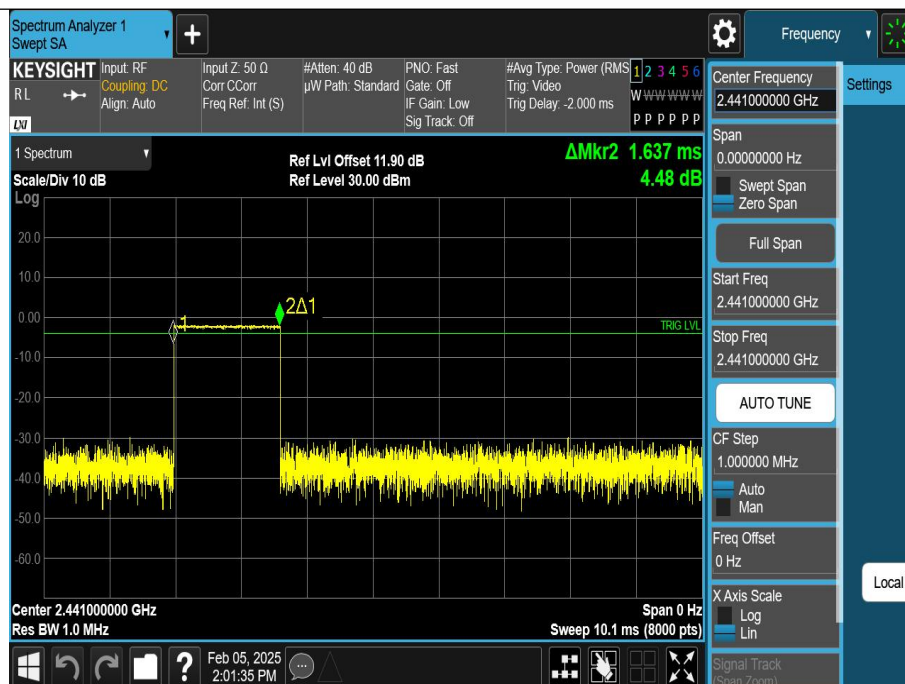 Spectrum Analyzer 1
Swept SA
Frequency
KEYSIGHT
RL
LXI
Input: RF
Coupling: DC
Align: Auto
Input Z: 50 Ω
Corr CCorr
Freq Ref: Int (S)
#Atten: 40 dB
µW Path: Standard
PNO: Fast
Gate: Off
IF Gain: Low
Sig Track: Off
#Avg Type: Power (RMS
Trig: Video
Trig Delay: -2.000 ms
1 2 3 4 5 6
W W W W W W
P P P P P P
1 Spectrum
Scale/Div 10 dB
Log
Ref Lvl Offset 11.90 dB
Ref Level 30.00 dBm
ΔMkr2 1.637 ms
4.48 dB
20.0
10.0
0.00
-10.0
-20.0
-30.0
-40.0
-50.0
-60.0
1
2Δ1
TRIG LVL
Center 2.441000000 GHz
Res BW 1.0 MHz
Span 0 Hz
Sweep 10.1 ms (8000 pts)
Feb 05, 2025
2:01:35 PM
Center Frequency
2.441000000 GHz
Span
0.00000000 Hz
Swept Span
Zero Span
Full Span
Start Freq
2.441000000 GHz
Stop Freq
2.441000000 GHz
AUTO TUNE
CF Step
1.000000 MHz
Auto
Man
Freq Offset
0 Hz
X Axis Scale
Log
Lin
Signal Track
(Span Zoom)
Settings
Local